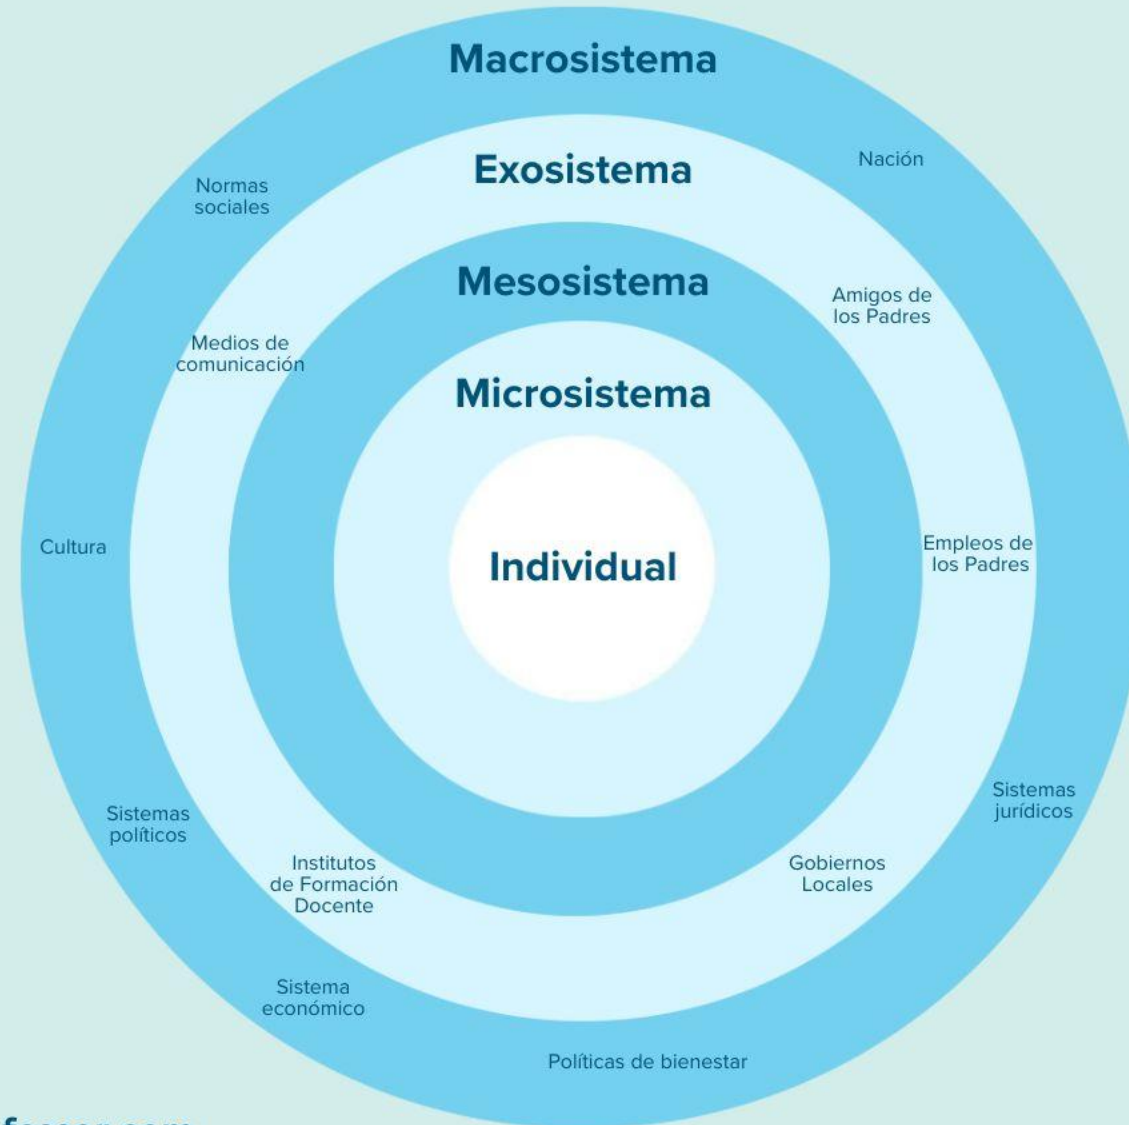 Macrosistema
Exosistema
Nación
Normas
sociales
Mesosistema
Amigos de
los Padres
Medios de
comunicación
Microsistema
Cultura
Individual
Empleos de
los Padres
Sistemas
jurídicos
Sistemas
políticos
Institutos
de Formación
Docente
Gobiernos
Locales
Sistema
económico
Políticas de bienestar